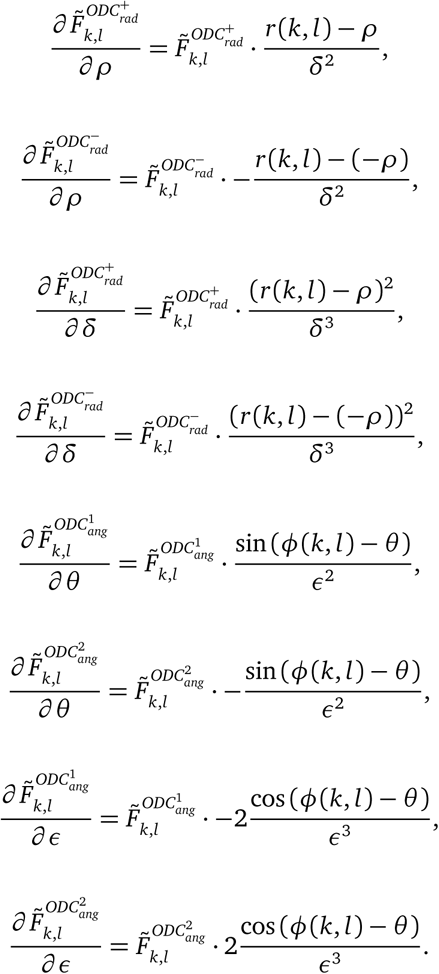 ∂F̃_{k,l}^{ODC_{rad}^{+}} / ∂ρ = F̃_{k,l}^{ODC_{rad}^{+}} · (r(k,l) − ρ) / δ²,
∂F̃_{k,l}^{ODC_{rad}^{−}} / ∂ρ = F̃_{k,l}^{ODC_{rad}^{−}} · −(r(k,l) − (−ρ)) / δ²,
∂F̃_{k,l}^{ODC_{rad}^{+}} / ∂δ = F̃_{k,l}^{ODC_{rad}^{+}} · (r(k,l) − ρ)² / δ³,
∂F̃_{k,l}^{ODC_{rad}^{−}} / ∂δ = F̃_{k,l}^{ODC_{rad}^{−}} · (r(k,l) − (−ρ))² / δ³,
∂F̃_{k,l}^{ODC_{ang}^{1}} / ∂θ = F̃_{k,l}^{ODC_{ang}^{1}} · sin(ϕ(k,l) − θ) / ϵ²,
∂F̃_{k,l}^{ODC_{ang}^{2}} / ∂θ = F̃_{k,l}^{ODC_{ang}^{2}} · −sin(ϕ(k,l) − θ) / ϵ²,
∂F̃_{k,l}^{ODC_{ang}^{1}} / ∂ϵ = F̃_{k,l}^{ODC_{ang}^{1}} · −2 cos(ϕ(k,l) − θ) / ϵ³,
∂F̃_{k,l}^{ODC_{ang}^{2}} / ∂ϵ = F̃_{k,l}^{ODC_{ang}^{2}} · 2 cos(ϕ(k,l) − θ) / ϵ³.